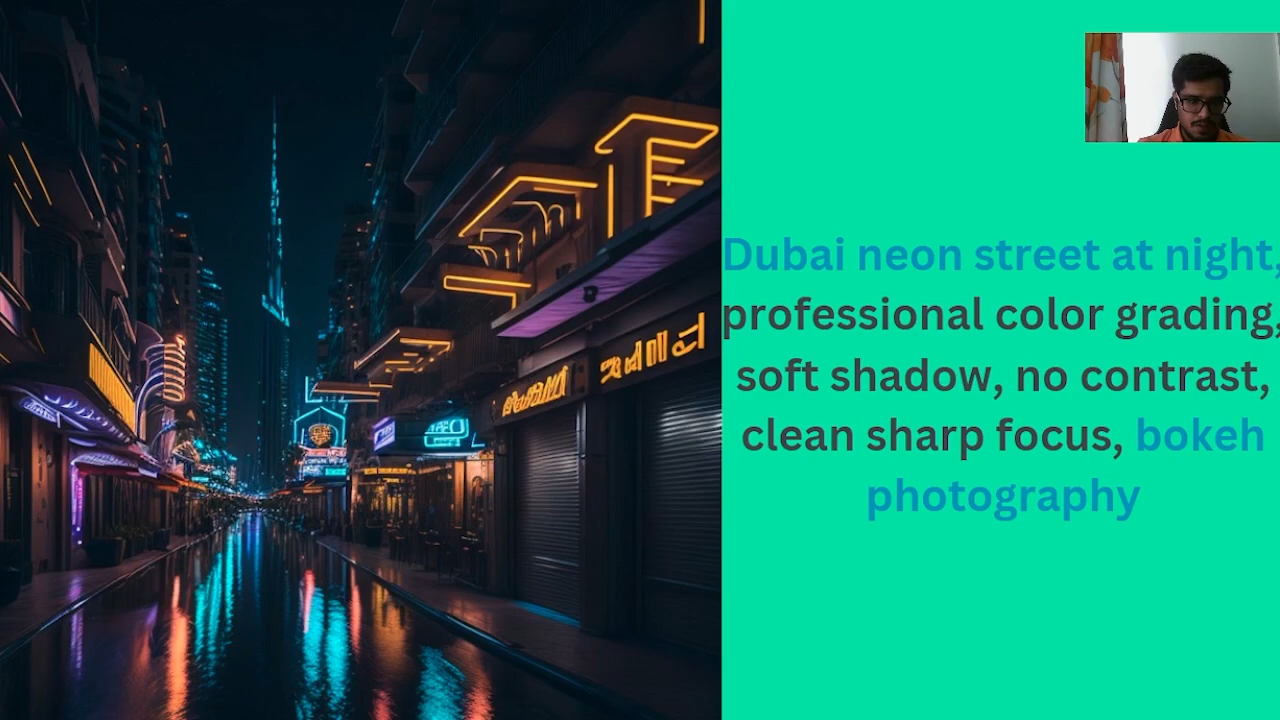 Dubai neon street at night,
professional color grading,
soft shadow, no contrast,
clean sharp focus, bokeh
photography